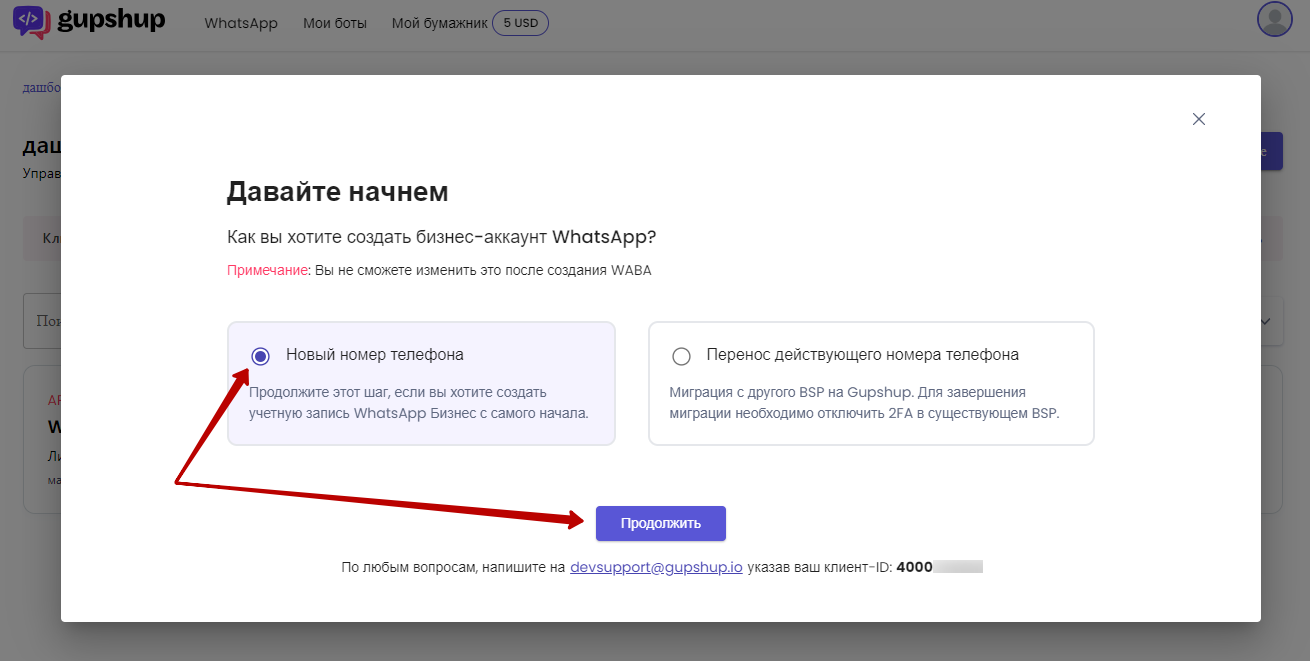 gupshup WhatsApp Мои боты Мой бумажник 5 USD
Давайте начнем
Как вы хотите создать бизнес-аккаунт WhatsApp?
Примечание: Вы не сможете изменить это после создания WABA
Новый номер телефона
Продолжите этот шаг, если вы хотите создать
учетную запись WhatsApp Бизнес с самого начала.
Перенос действующего номера телефона
Миграция с другого BSP на Gupshup. Для завершения
миграции необходимо отключить 2FA в существующем BSP.
Продолжить
По любым вопросам, напишите на devsupport@gupshup.io указав ваш клиент-ID: 4000